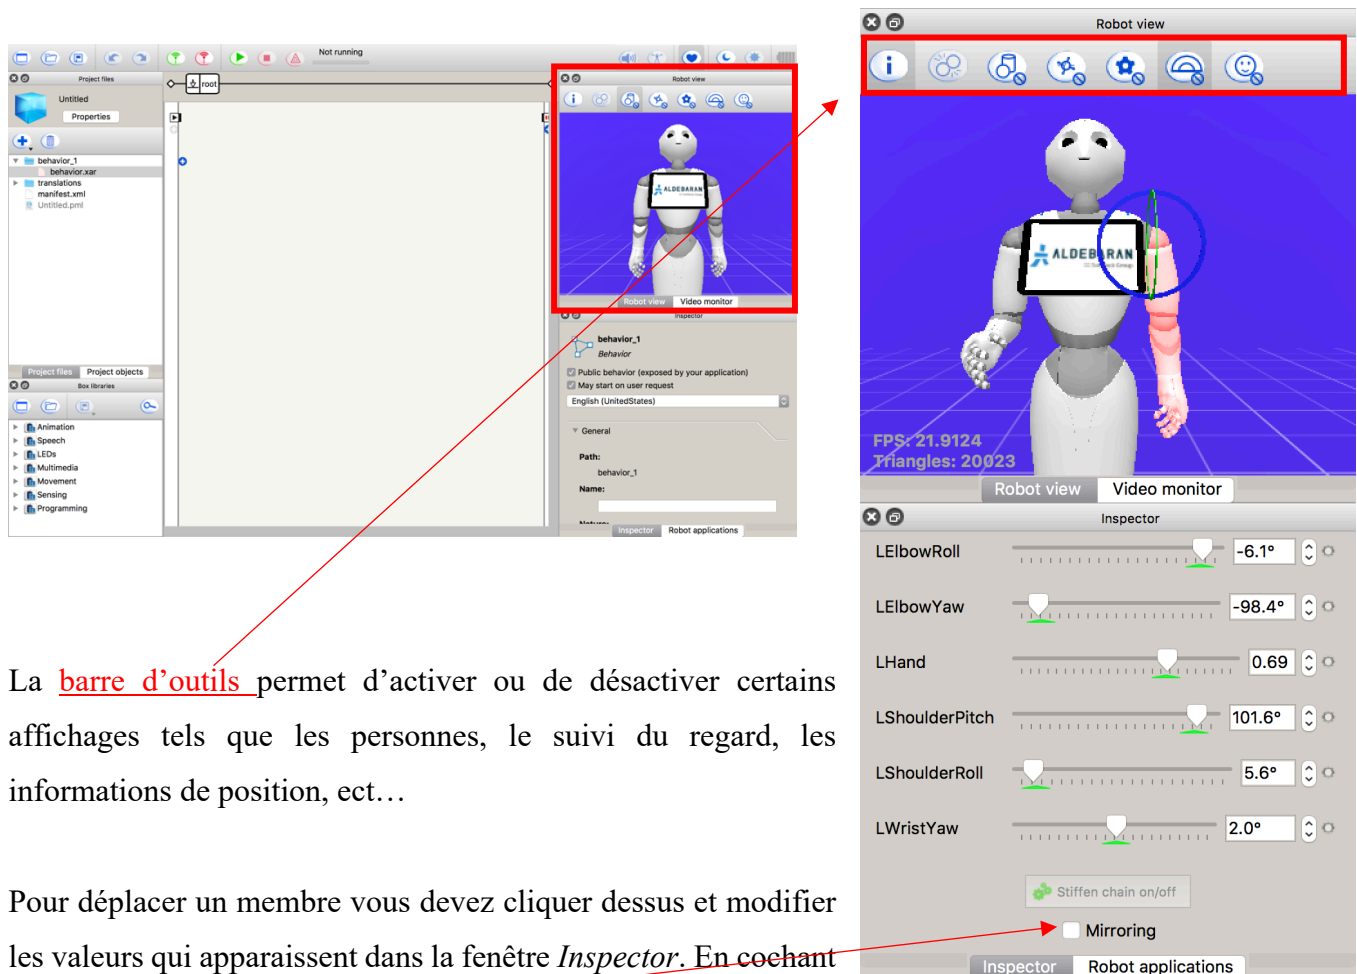 Not running
Project files
Untitled
Properties
behavior_1
behavior.xar
translations
manifest.xml
Untitled.pml
Project files Project objects
Box libraries
Animation
Speech
LEDs
Multimedia
Movement
Sensing
Programming
root
Robot view
ALDEBARAN
Robot view Video monitor
Inspector
behavior_1
Behavior
Public behavior (exposed by your application)
May start on user request
English (UnitedStates)
General
Path:
behavior_1
Name:
Nature:
Inspector Robot applications
Robot view
ALDEBARAN
FPS: 21.9124
Triangles: 20023
Robot view Video monitor
Inspector
LElbowRoll -6.1°
LElbowYaw -98.4°
LHand 0.69
LShoulderPitch 101.6°
LShoulderRoll 5.6°
LWristYaw 2.0°
Stiffen chain on/off
Mirroring
Inspector Robot applications
La barre d’outils permet d’activer ou de désactiver certains
affichages tels que les personnes, le suivi du regard, les
informations de position, ect…
Pour déplacer un membre vous devez cliquer dessus et modifier
les valeurs qui apparaissent dans la fenêtre Inspector. En cochant